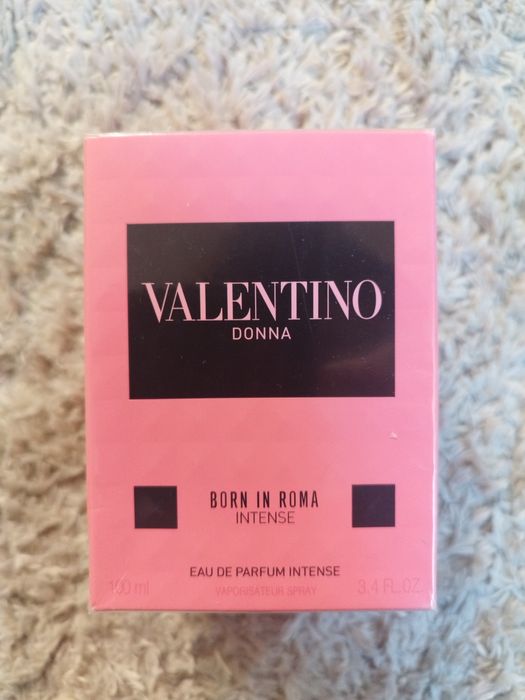 VALENTINO
DONNA
BORN IN ROMA
INTENSE
EAU DE PARFUM INTENSE
100 ml VAPORISATEUR SPRAY 3.4 FL.OZ.